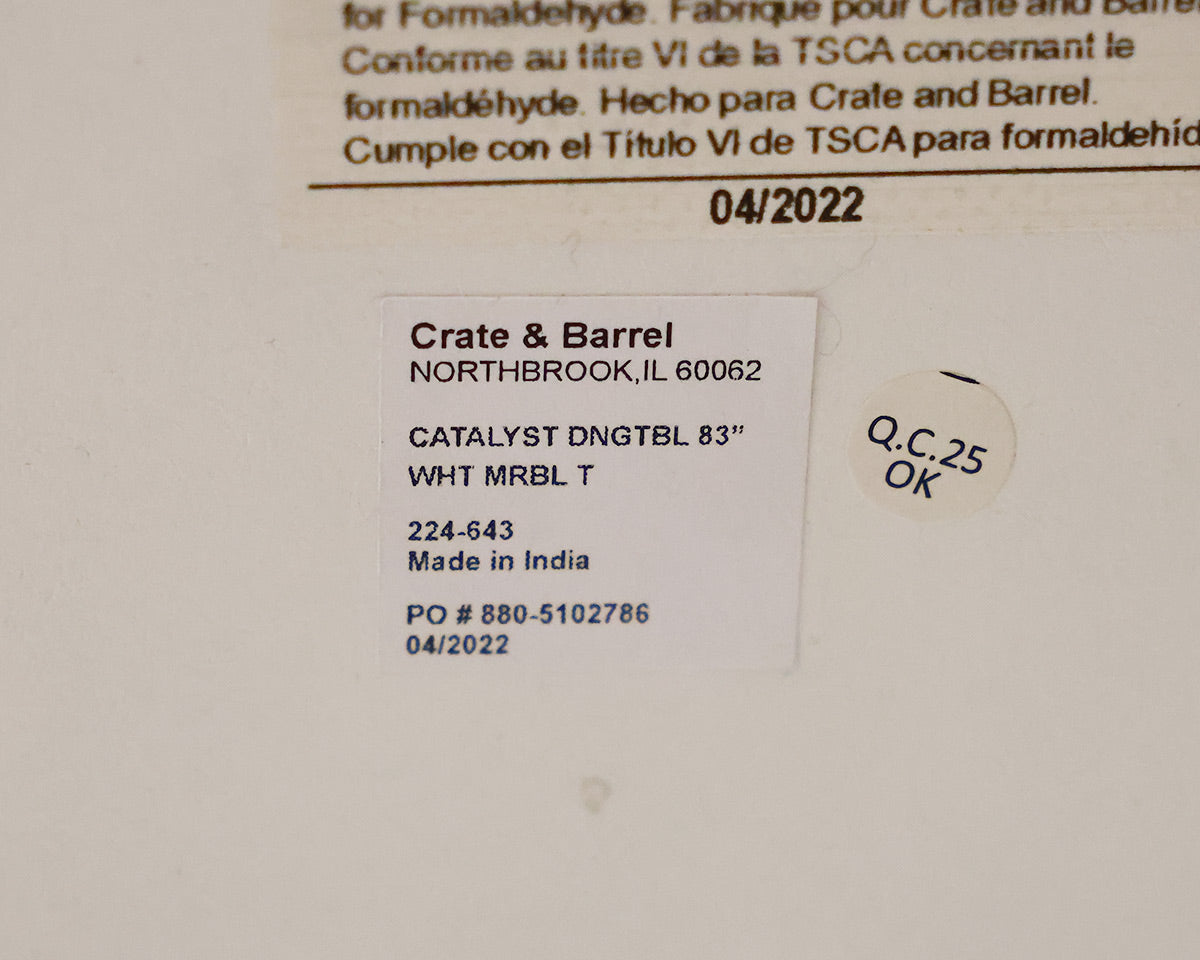 for Formaldehyde. Fabrique pour Crate and Barrel
Conforme au titre VI de la TSCA concernant le
formaldéhyde. Hecho para Crate and Barrel.
Cumple con el Título VI de TSCA para formaldehíd
04/2022
Crate & Barrel
NORTHBROOK,IL 60062
CATALYST DNGTBL 83”
WHT MRBL T
224-643
Made in India
PO # 880-5102786
04/2022
Q.C.25
OK